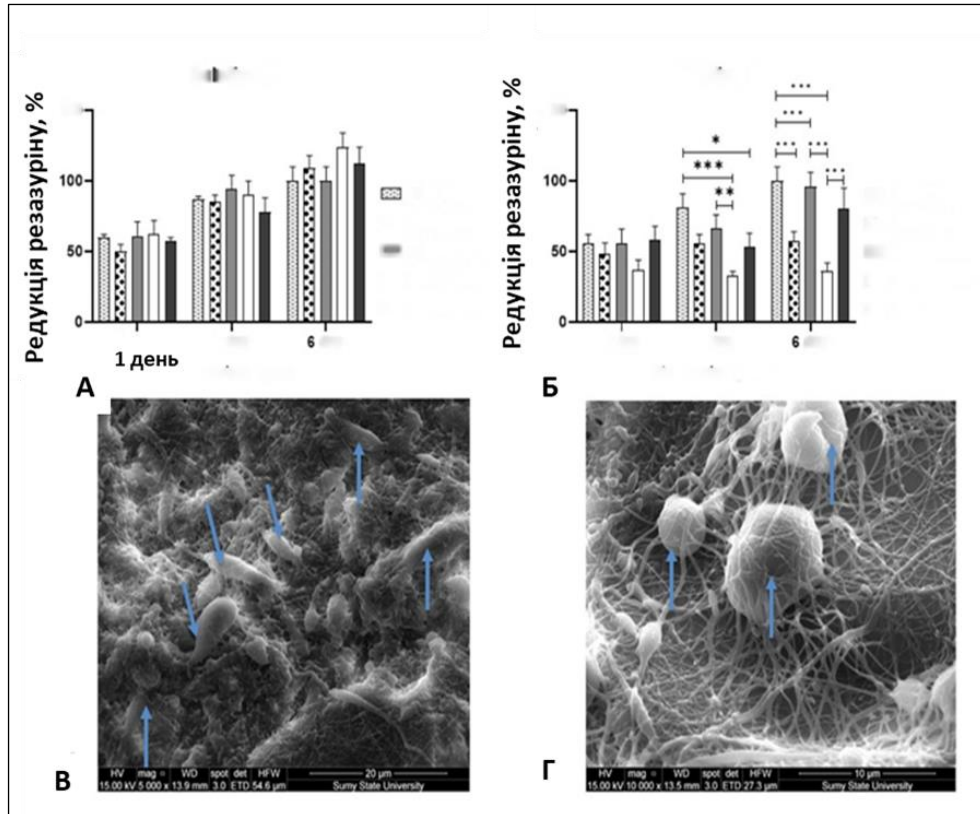 Редукція резазуріну, %
100
50
0
6
1 день
А
Редукція резазуріну, %
100
50
0
*
***
**
***
***
***
***
***
6
Б
В
HV mag WD spot det HFW 20 µm
15.00 kV 5 000 x 13.9 mm 3.0 ETD 54.6 µm Sumy State University
Г
HV mag WD spot det HFW 10 µm
15.00 kV 10 000 x 13.5 mm 3.0 ETD 27.3 µm Sumy State University